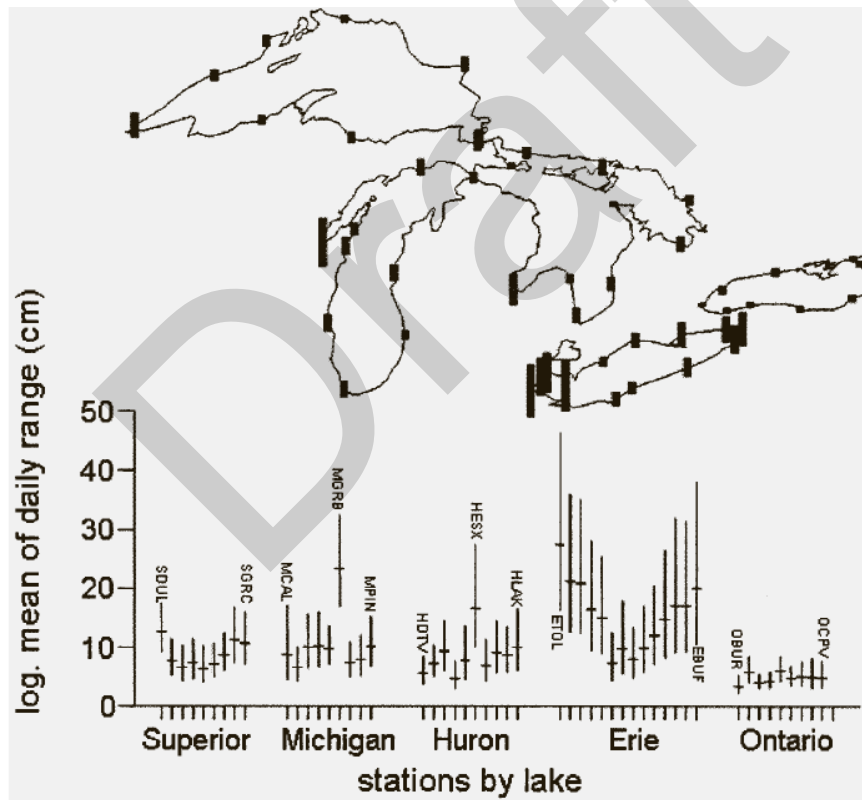 Draft
log. mean of daily range (cm)
50
40
30
20
10
0
SDUL
SGRC
MCAL
MGRB
MPIN
HDTV
HESX
HLAK
ETOL
EBUF
OBUR
OCPV
Superior Michigan Huron Erie Ontario
stations by lake